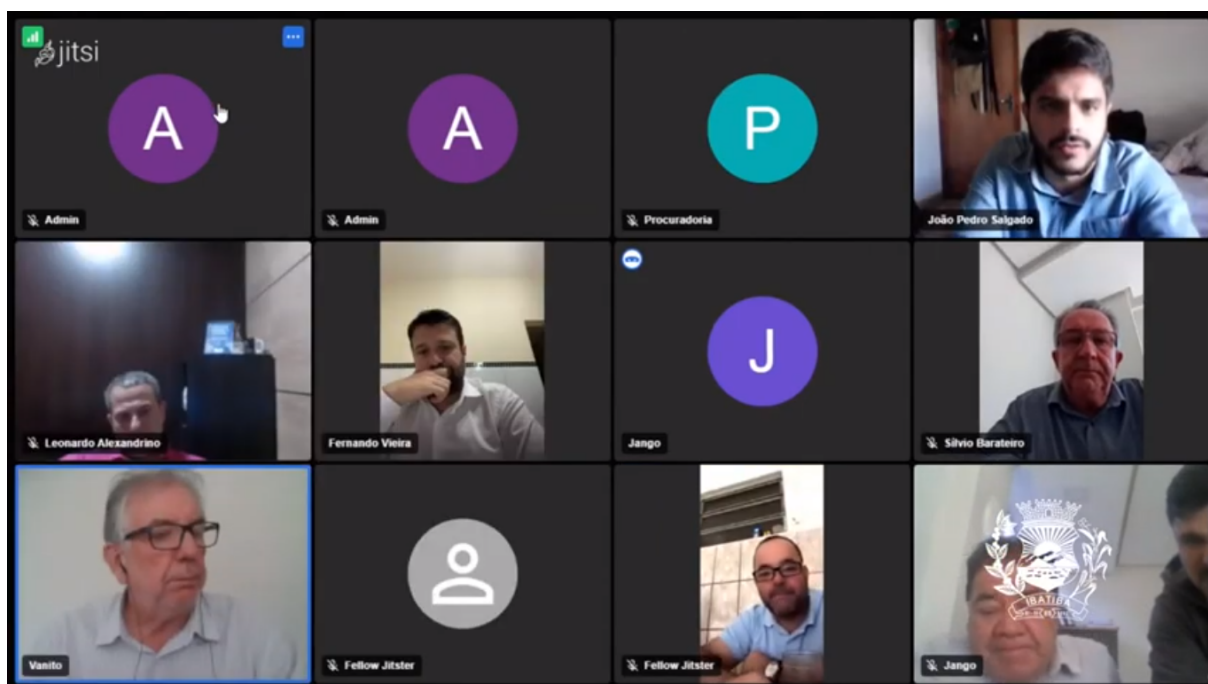 jitsi
A
Admin
A
Admin
P
Procuradoria
João Pedro Salgado
Leonardo Alexandrino
Fernando Vieira
J
Jango
Sílvio Barateiro
Vanito
Fellow Jitster
Fellow Jitster
IBATIBA
Jango